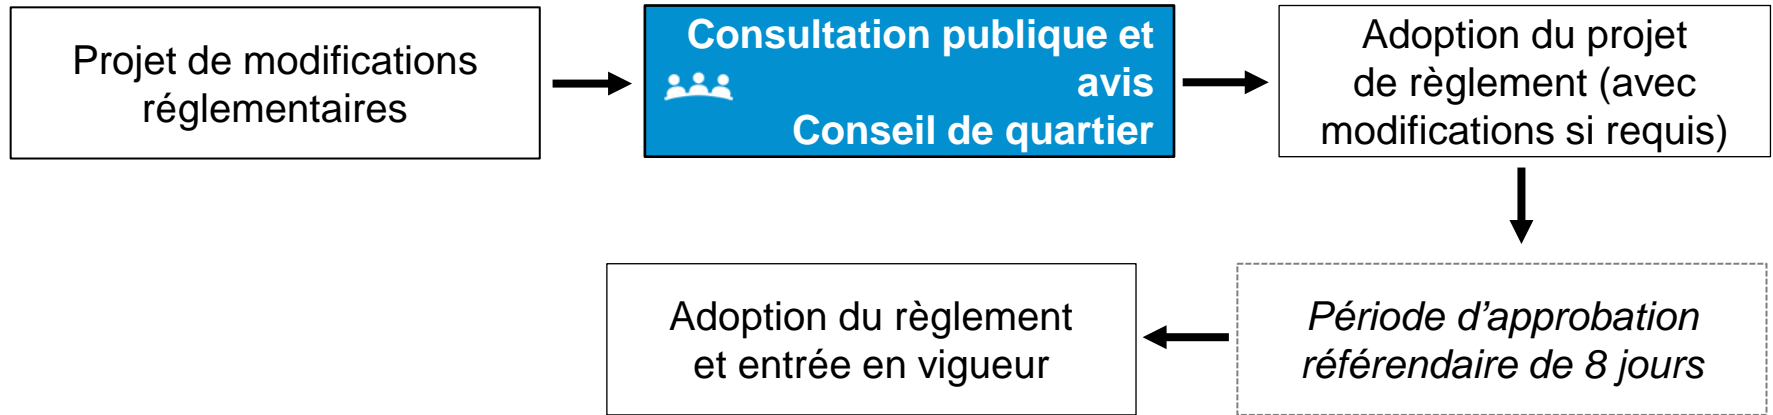 Projet de modifications
réglementaires
Consultation publique et
avis
Conseil de quartier
Adoption du projet
de règlement (avec
modifications si requis)
Période d’approbation
référendaire de 8 jours
Adoption du règlement
et entrée en vigueur